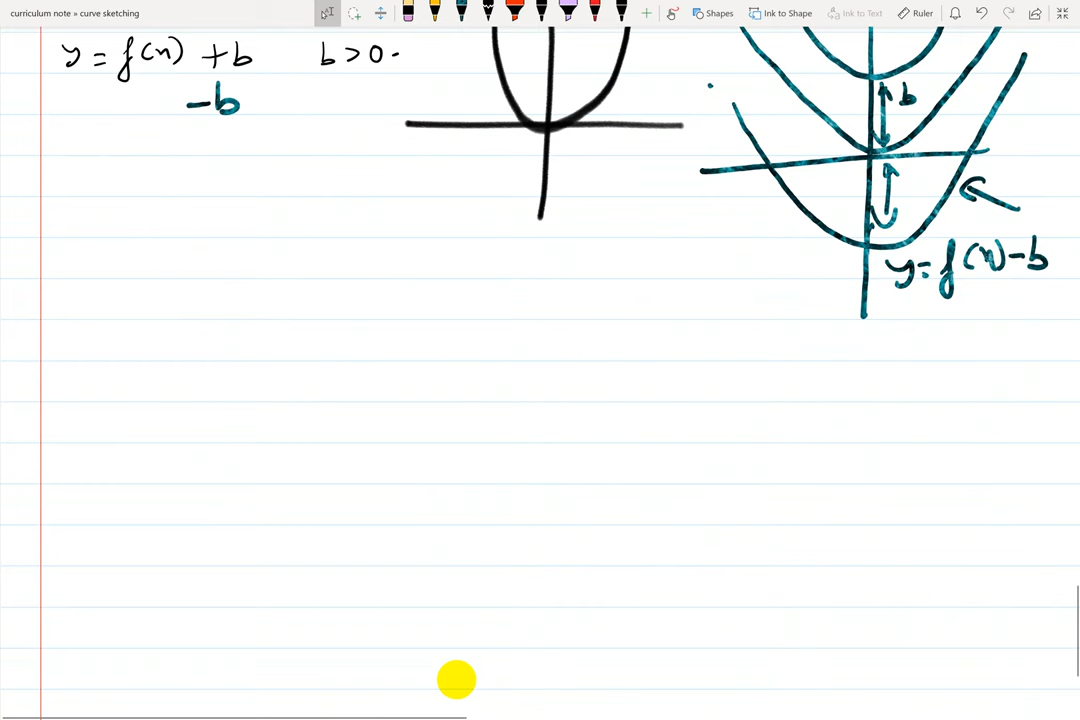 curriculum note » curve sketching
Shapes
Ink to Shape
Ink to Text
Ruler
y = f(x) + b b > 0.
- b
b
y = f(x) - b